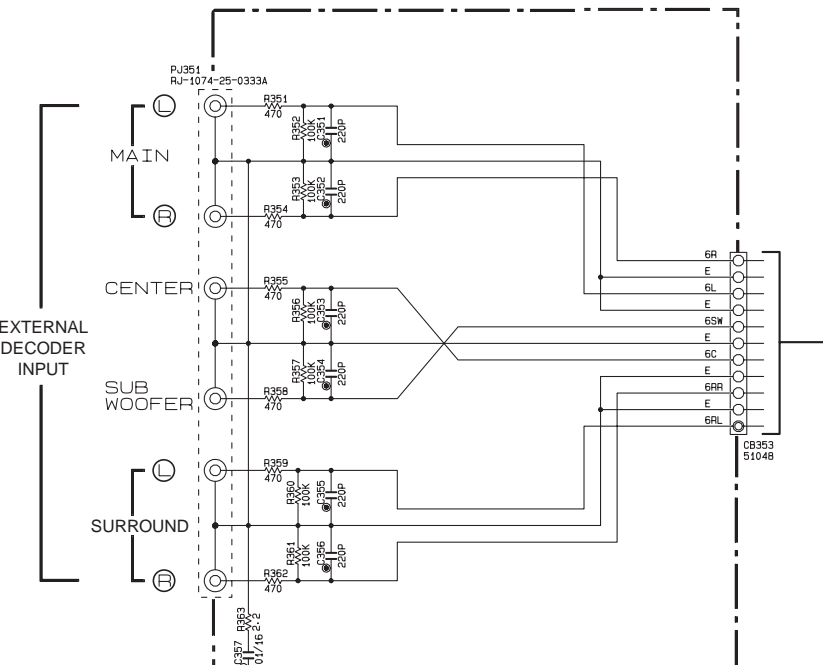 PJ351
RJ-1074-25-0333A
L
MAIN
R
R351
470
R352
100K
C351
220P
R353
100K
C352
220P
R354
470
CENTER
R355
470
R356
100K
C353
220P
EXTERNAL
DECODER
INPUT
R357
100K
C354
220P
SUB
WOOFER
R358
470
L
SURROUND
R
R359
470
R360
100K
C355
220P
R361
100K
C356
220P
R362
470
R363
2.2
C357
01/16
6R
E
6L
E
6SW
E
6C
E
6RR
E
6RL
CB353
51048